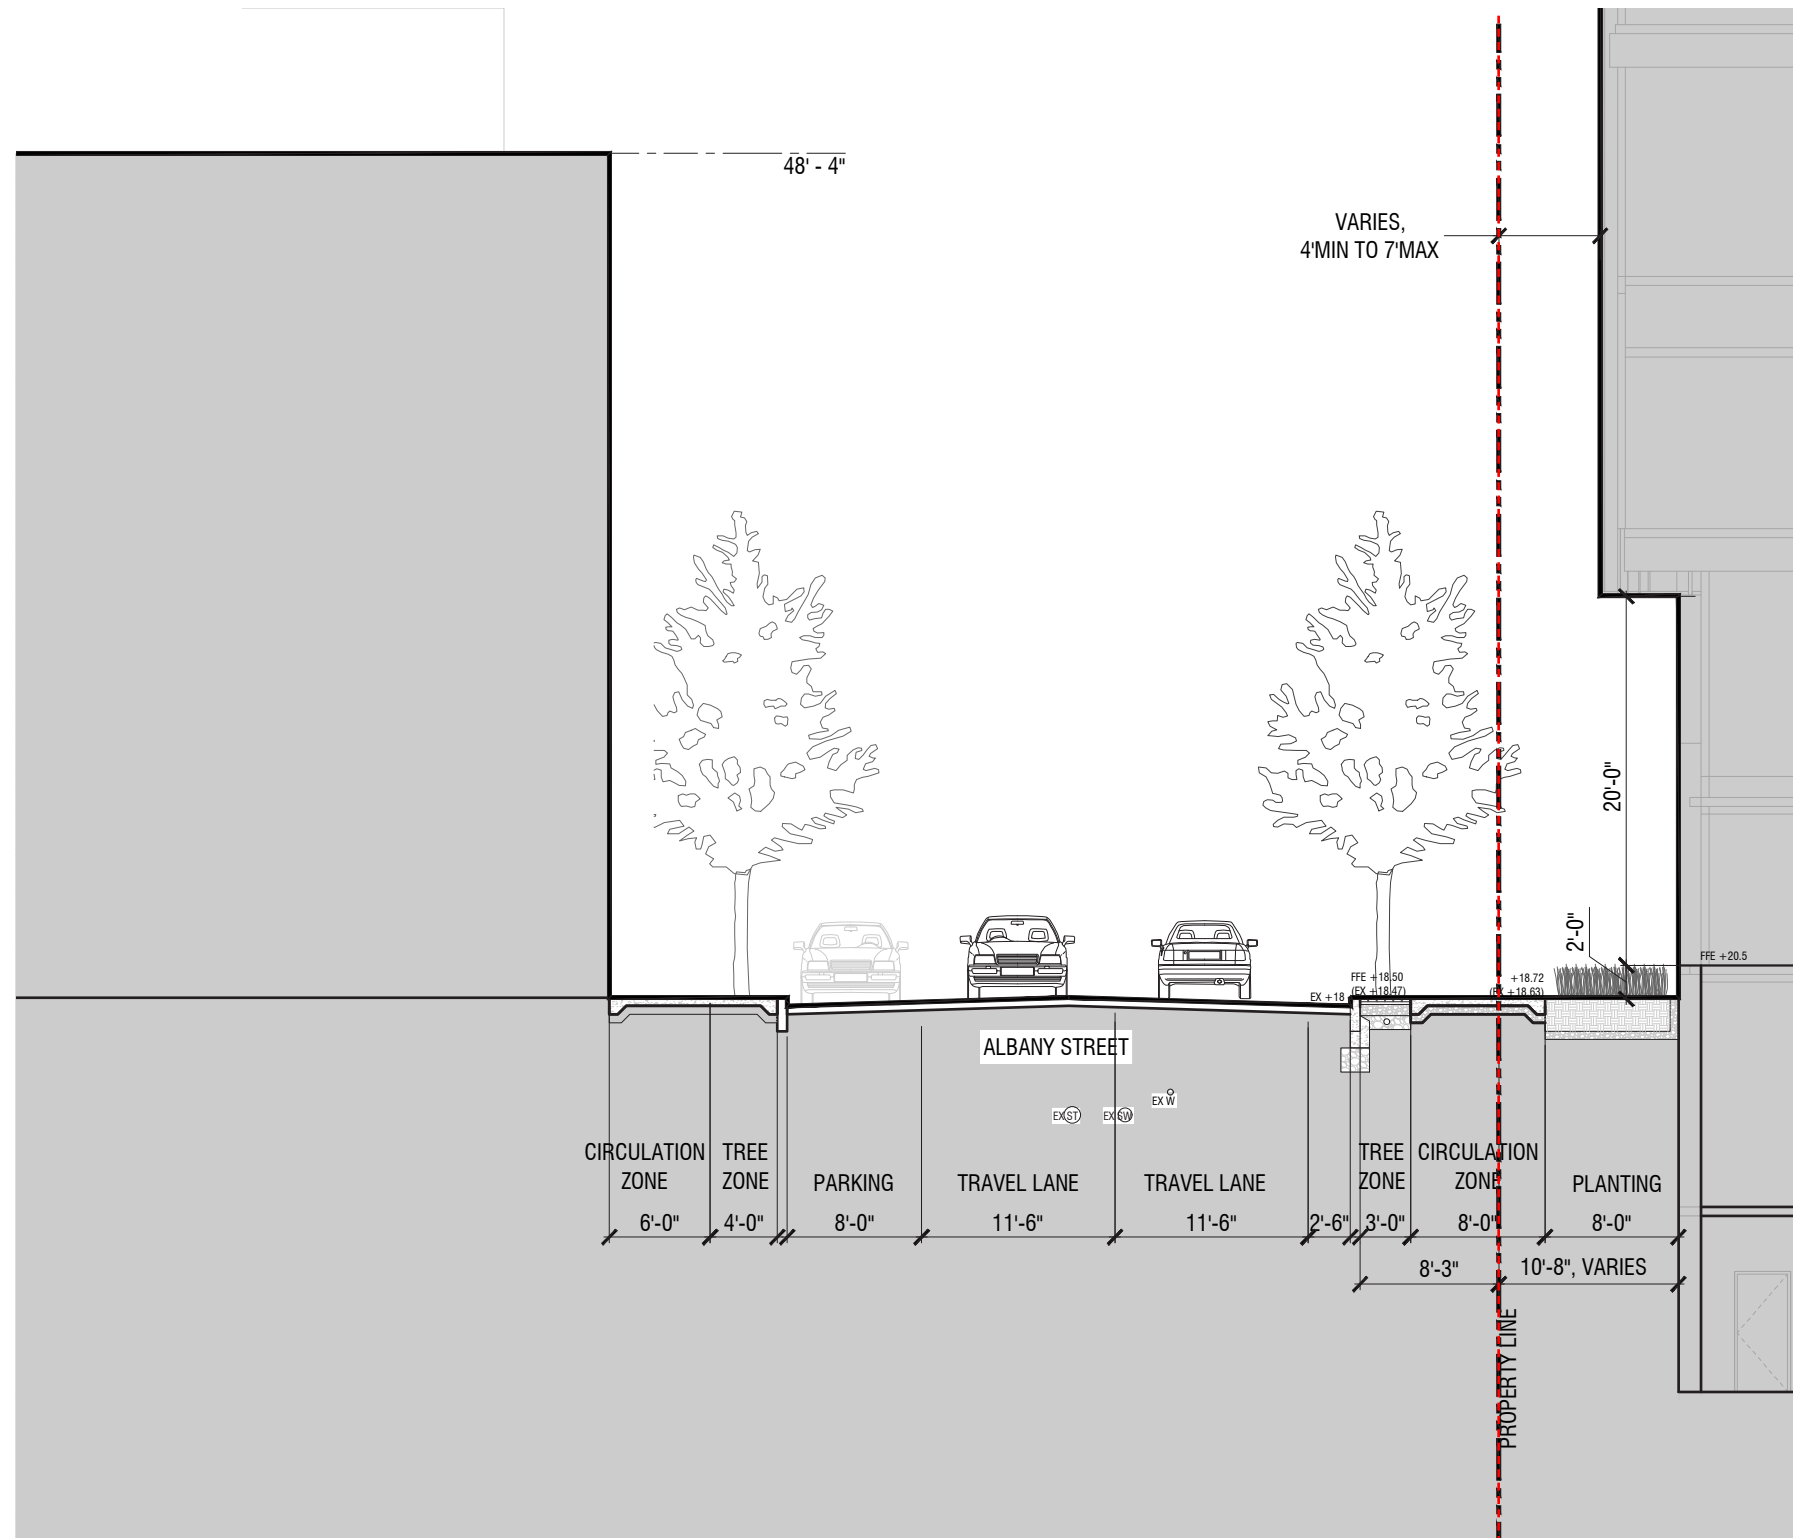 48' - 4"
VARIES,
4'MIN TO 7'MAX
20'-0"
2'-0"
FFE +20.5
FFE +18.50
(EX +18.47)
+18.72
(EX +18.63)
EX +18
ALBANY STREET
EX W
EX ST
EX SW
CIRCULATION
ZONE
TREE
ZONE
PARKING
TRAVEL LANE
TRAVEL LANE
TREE
ZONE
CIRCULATION
ZONE
PLANTING
6'-0"
4'-0"
8'-0"
11'-6"
11'-6"
2'-6"
3'-0"
8'-0"
8'-0"
8'-3"
10'-8", VARIES
PROPERTY LINE